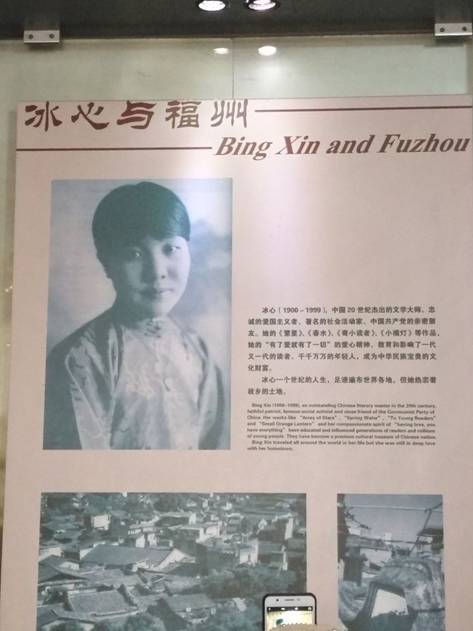 冰心与福州
Bing Xin and Fuzhou
冰心（1900-1999），中国20世纪杰出的文学大师，忠
诚的爱国主义者，著名的社会活动家，中国共产党的亲密朋
友。她的《繁星》、《春水》、《寄小读者》、《小橘灯》等作品，
她的“有了爱就有了一切”的爱心精神，教育和影响了一代
又一代的读者，千千万万的年轻人，成为中华民族宝贵的文
化财富。
冰心一个世纪的人生，足迹遍布世界各地，但她热恋着
故乡的土地。
Bing Xin (1900-1999), an outstanding Chinese literary master in the 20th century,
faithful patriot, famous social activist and close friend of the Communist Party of
China. Her works like "Array of Stars", "Spring Water", "To Young Readers"
and "Small Orange Lantern" and her compassionate spirit of "having love, you
have everything" have educated and influenced generations of readers and millions
of young people. They have become a precious cultural treasure of Chinese nation.
Bing Xin traveled all around the world in her life but she was still in deep love
with her hometown.